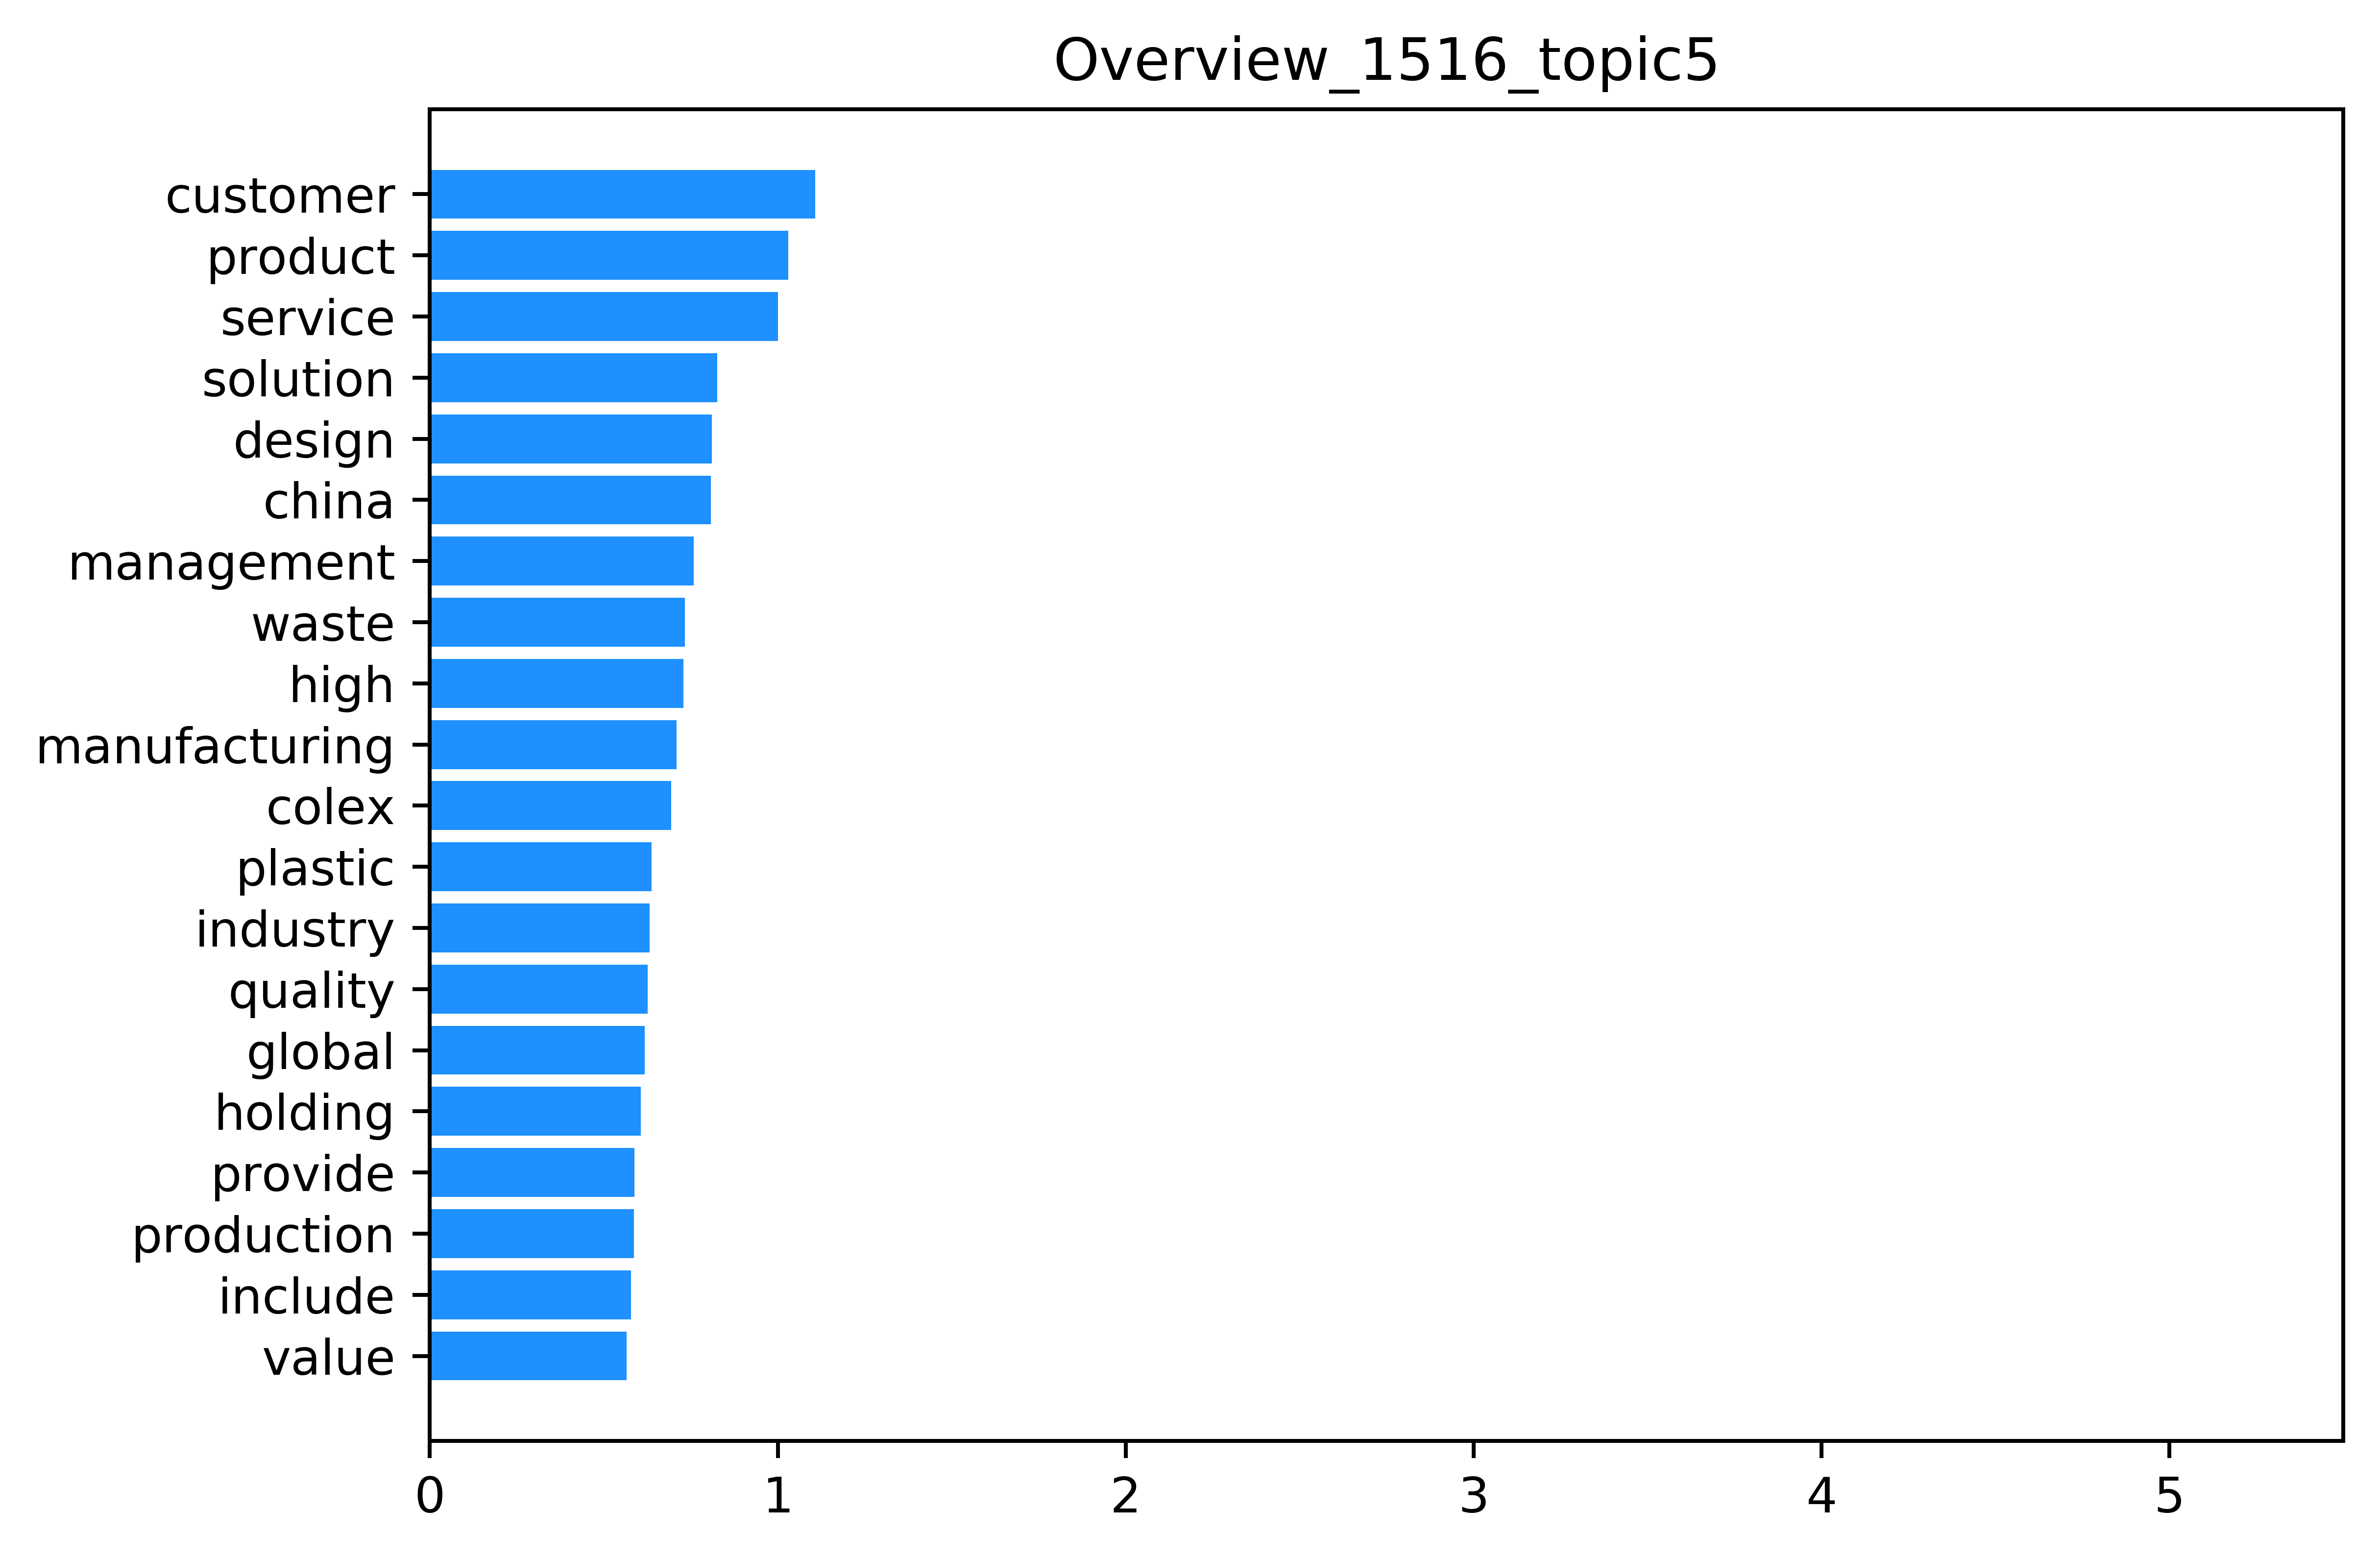 Overview_1516_topic5
customer
product
service
solution
design
china
management
waste
high
manufacturing
colex
plastic
industry
quality
global
holding
provide
production
include
value
0 1 2 3 4 5